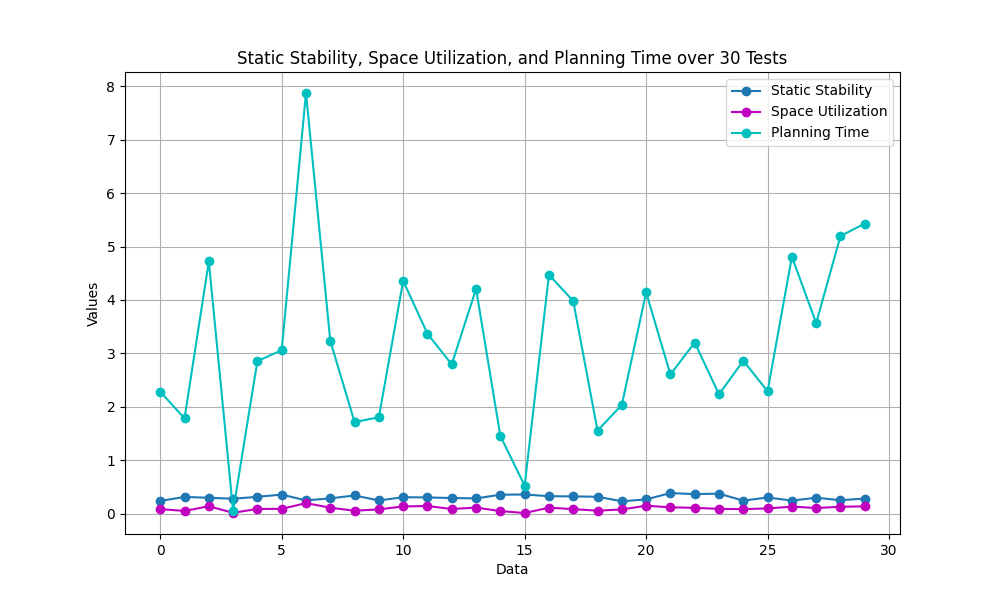 Static Stability, Space Utilization, and Planning Time over 30 Tests
Static Stability
Space Utilization
Planning Time
8
7
6
5
4
3
2
1
0
Values
0 5 10 15 20 25 30
Data